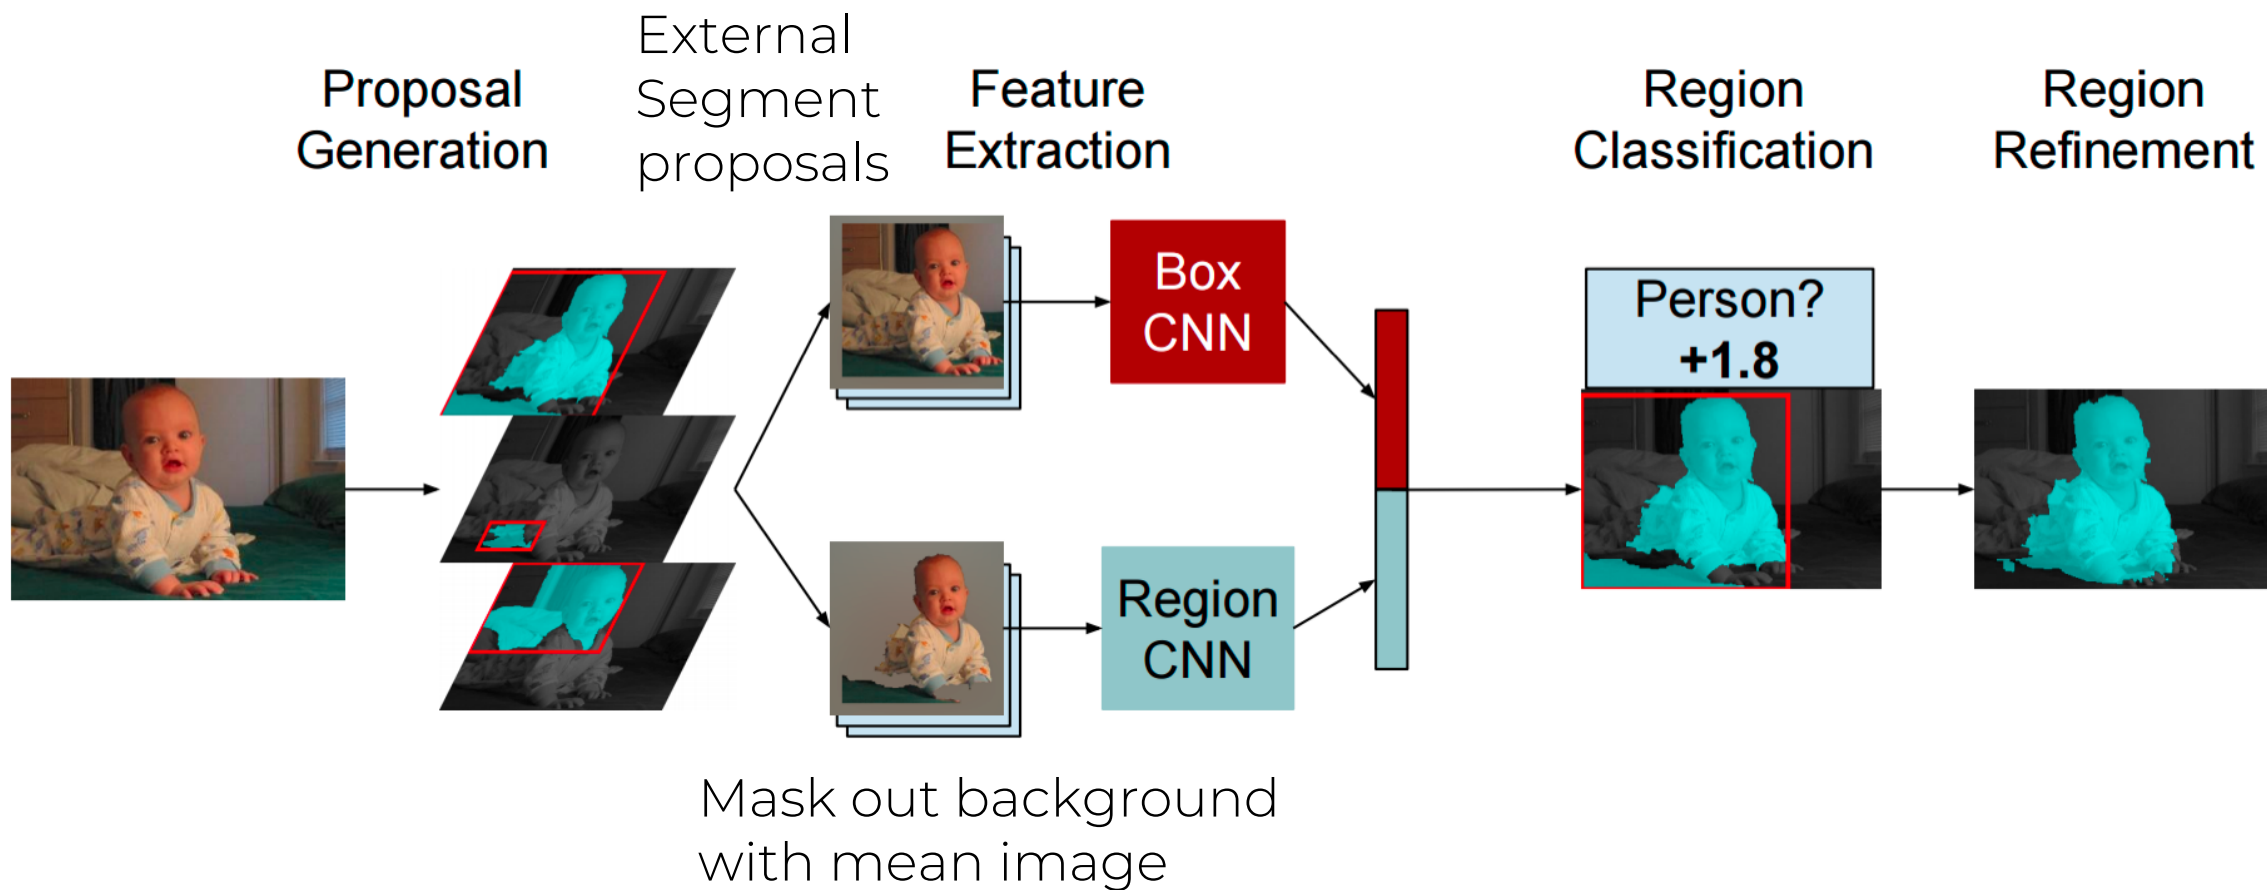 External
Segment
proposals
Proposal
Generation
Feature
Extraction
Region
Classification
Region
Refinement
Box
CNN
Person?
+1.8
Region
CNN
Mask out background
with mean image